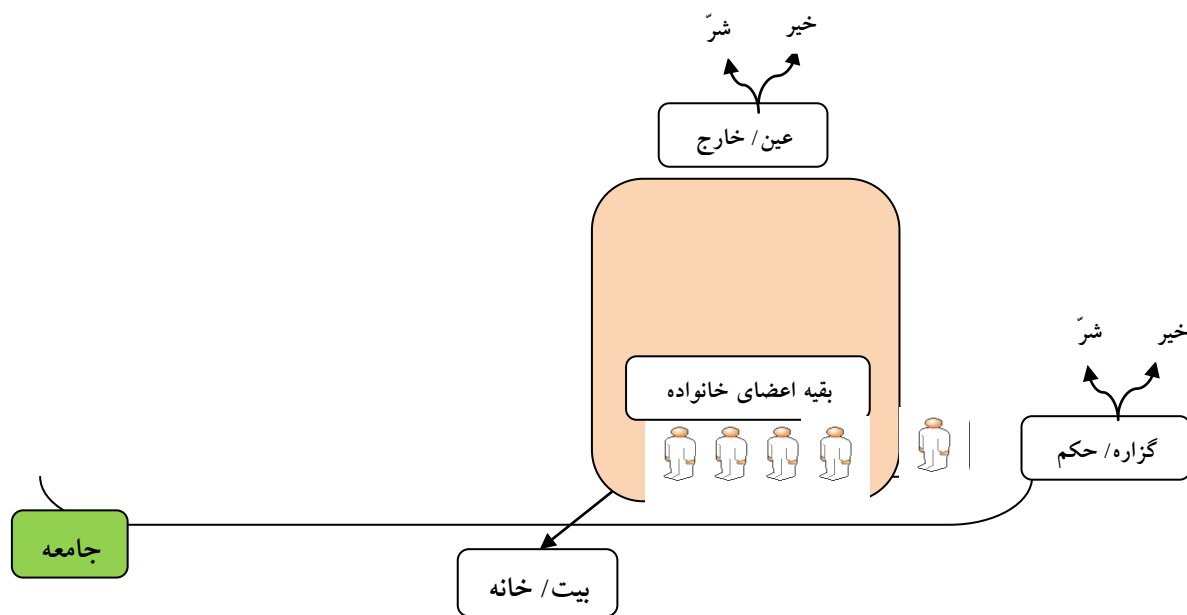 خیر
شرّ
عین/ خارج
خیر
شرّ
بقیه اعضای خانواده
گزاره/ حکم
جامعه
بیت/ خانه